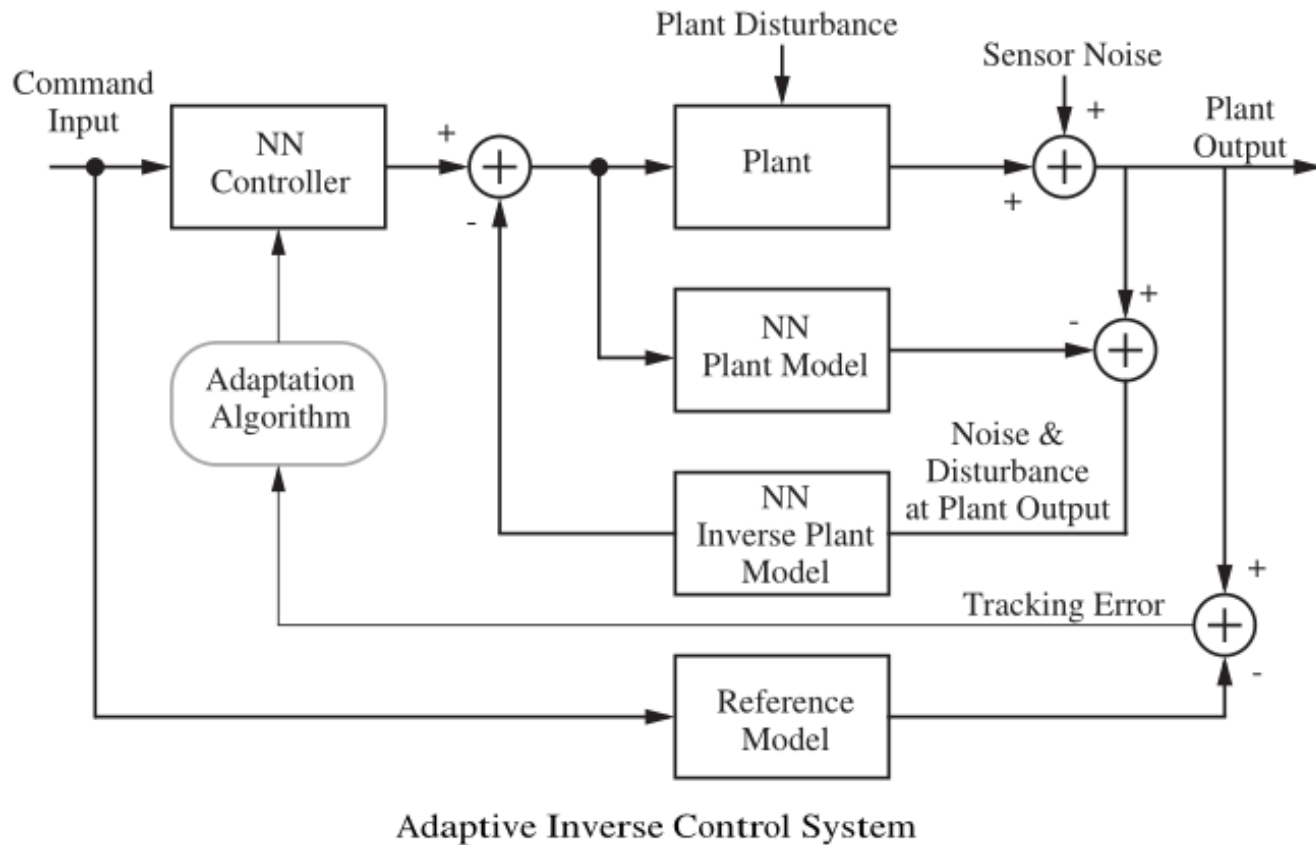 Plant Disturbance
Sensor Noise
Command
Input
NN
Controller
+
-
+
Plant
+
+
Plant
Output
NN
Plant Model
-
+
+
Adaptation
Algorithm
Noise &
Disturbance
at Plant Output
NN
Inverse Plant
Model
Tracking Error
+
+
-
Reference
Model
Adaptive Inverse Control System